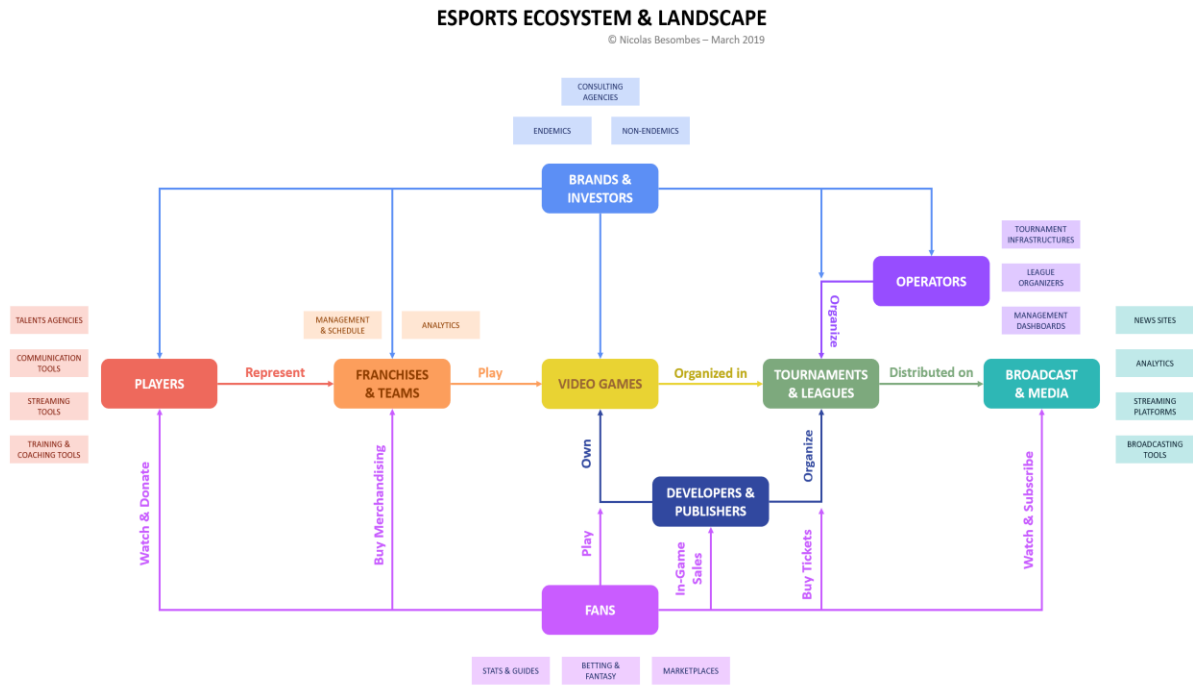 ESPORTS ECOSYSTEM & LANDSCAPE
© Nicolas Besombes – March 2019
CONSULTING
AGENCIES
ENDEMICS
NON-ENDEMICS
BRANDS &
INVESTORS
TOURNAMENT
INFRASTRUCTURES
OPERATORS
LEAGUE
ORGANIZERS
MANAGEMENT
DASHBOARDS
Organize
TALENTS AGENCIES
COMMUNICATION
TOOLS
STREAMING
TOOLS
TRAINING &
COACHING TOOLS
MANAGEMENT
& SCHEDULE
ANALYTICS
NEWS SITES
ANALYTICS
STREAMING
PLATFORMS
BROADCASTING
TOOLS
PLAYERS
Represent
FRANCHISES
& TEAMS
Play
VIDEO GAMES
Organized in
TOURNAMENTS
& LEAGUES
Distributed on
BROADCAST
& MEDIA
Own
Organize
DEVELOPERS &
PUBLISHERS
Watch & Donate
Buy Merchandising
Play
In-Game
Sales
Buy Tickets
Watch & Subscribe
FANS
STATS & GUIDES
BETTING &
FANTASY
MARKETPLACES